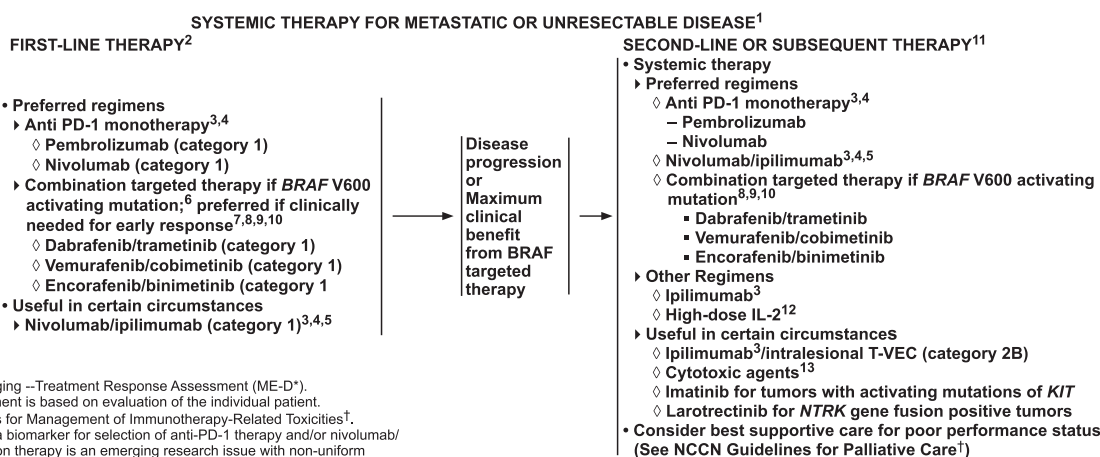 SYSTEMIC THERAPY FOR METASTATIC OR UNRESECTABLE DISEASE1
FIRST-LINE THERAPY2
• Preferred regimens
▸ Anti PD-1 monotherapy3,4
◊ Pembrolizumab (category 1)
◊ Nivolumab (category 1)
▸ Combination targeted therapy if BRAF V600
activating mutation;6 preferred if clinically
needed for early response7,8,9,10
◊ Dabrafenib/trametinib (category 1)
◊ Vemurafenib/cobimetinib (category 1)
◊ Encorafenib/binimetinib (category 1
• Useful in certain circumstances
▸ Nivolumab/ipilimumab (category 1)3,4,5
Disease
progression
or
Maximum
clinical
benefit
from BRAF
targeted
therapy
SECOND-LINE OR SUBSEQUENT THERAPY11
• Systemic therapy
▸ Preferred regimens
◊ Anti PD-1 monotherapy3,4
– Pembrolizumab
– Nivolumab
◊ Nivolumab/ipilimumab3,4,5
◊ Combination targeted therapy if BRAF V600 activating
mutation8,9,10
▪ Dabrafenib/trametinib
▪ Vemurafenib/cobimetinib
▪ Encorafenib/binimetinib
▸ Other Regimens
◊ Ipilimumab3
◊ High-dose IL-212
▸ Useful in certain circumstances
◊ Ipilimumab3/intralesional T-VEC (category 2B)
◊ Cytotoxic agents13
◊ Imatinib for tumors with activating mutations of KIT
◊ Larotrectinib for NTRK gene fusion positive tumors
• Consider best supportive care for poor performance status
(See NCCN Guidelines for Palliative Care†)
ging --Treatment Response Assessment (ME-D*).
ment is based on evaluation of the individual patient.
s for Management of Immunotherapy-Related Toxicities†.
a biomarker for selection of anti-PD-1 therapy and/or nivolumab/
on therapy is an emerging research issue with non-uniform